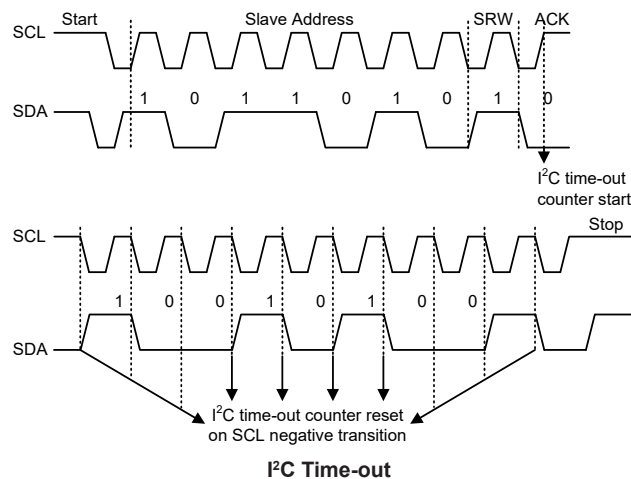 Start Slave Address SRW ACK
SCL
1 0 1 1 0 1 0 1 0
SDA
I²C time-out
counter start
Stop
SCL
1 0 0 1 0 1 0 0
SDA
I²C time-out counter reset
on SCL negative transition
I²C Time-out